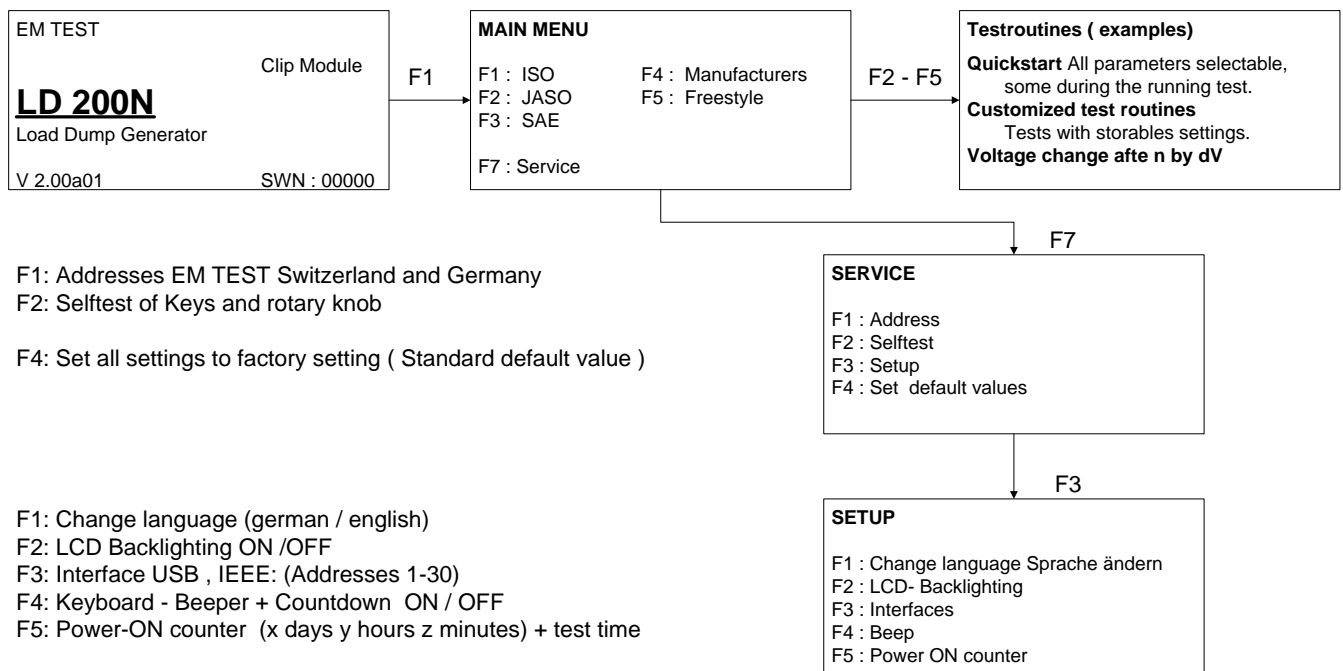 EM TEST
Clip Module
LD 200N
Load Dump Generator
V 2.00a01 SWN : 00000
F1
MAIN MENU
F1 : ISO F4 : Manufacturers
F2 : JASO F5 : Freestyle
F3 : SAE
F7 : Service
F2 - F5
Testroutines ( examples)
Quickstart All parameters selectable,
some during the running test.
Customized test routines
Tests with storables settings.
Voltage change afte n by dV
F7
F1: Addresses EM TEST Switzerland and Germany
F2: Selftest of Keys and rotary knob
F4: Set all settings to factory setting ( Standard default value )
SERVICE
F1 : Address
F2 : Selftest
F3 : Setup
F4 : Set default values
F3
F1: Change language (german / english)
F2: LCD Backlighting ON /OFF
F3: Interface USB , IEEE: (Addresses 1-30)
F4: Keyboard - Beeper + Countdown ON / OFF
F5: Power-ON counter (x days y hours z minutes) + test time
SETUP
F1 : Change language Sprache ändern
F2 : LCD- Backlighting
F3 : Interfaces
F4 : Beep
F5 : Power ON counter